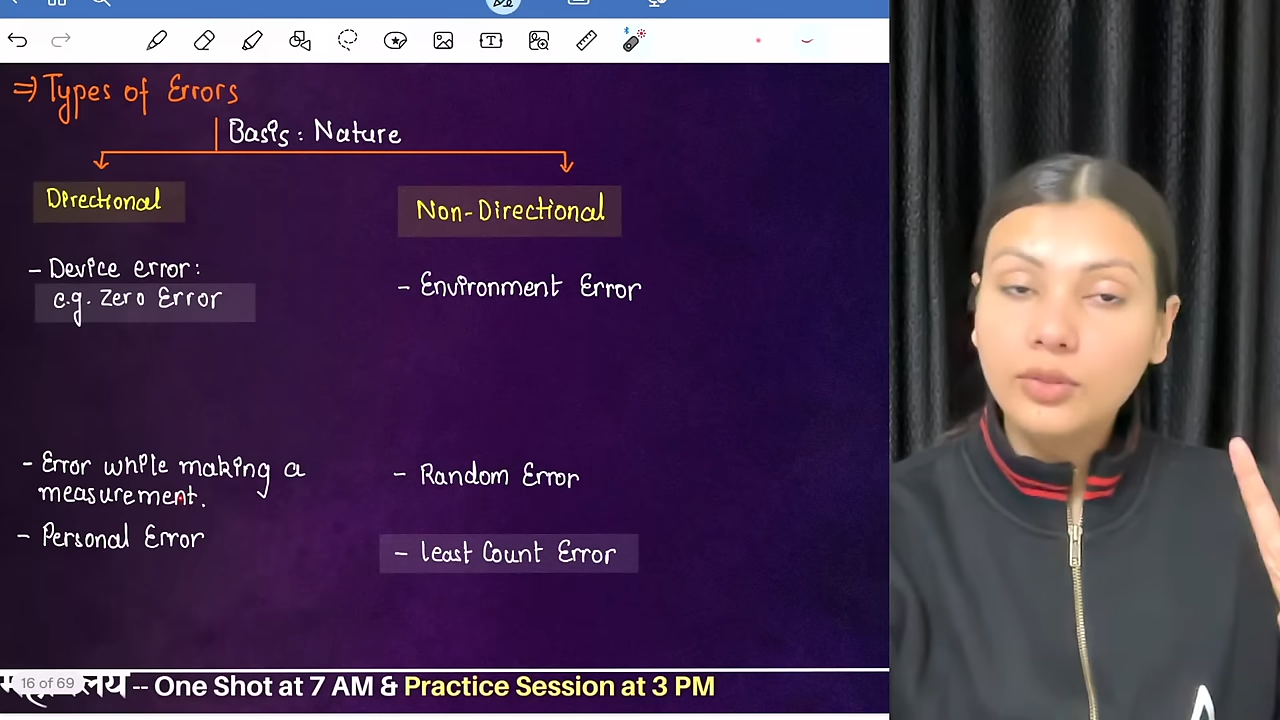 ⇒ Types of Errors
Basis: Nature
Directional
Non-Directional
- Device error:
e.g. Zero Error
- Environment Error
- Error while making a
measurement.
- Random Error
- Personal Error
- Least Count Error
16 of 69
-- One Shot at 7 AM & Practice Session at 3 PM